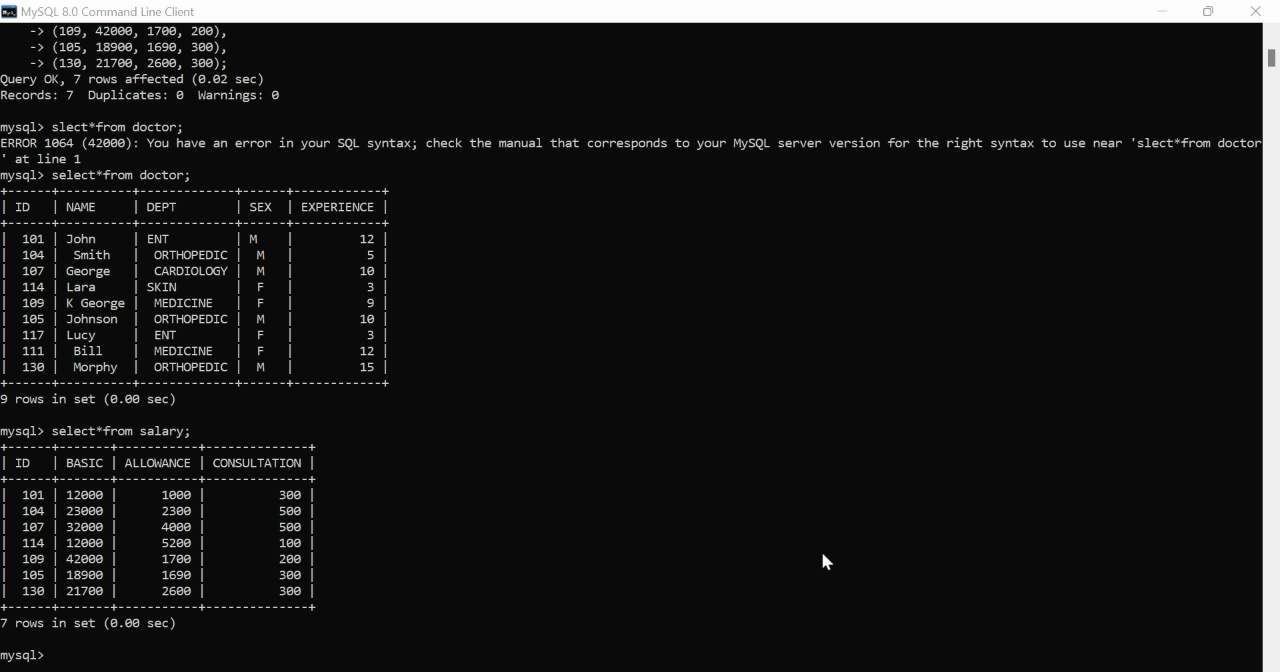 MySQL 8.0 Command Line Client
    -> (109, 42000, 1700, 200),
    -> (105, 18900, 1690, 300),
    -> (130, 21700, 2600, 300);
Query OK, 7 rows affected (0.02 sec)
Records: 7  Duplicates: 0  Warnings: 0
mysql> slect*from doctor;
ERROR 1064 (42000): You have an error in your SQL syntax; check the manual that corresponds to your MySQL server version for the right syntax to use near 'slect*from doctor
' at line 1
mysql> select*from doctor;
+------+----------+-------------+------+------------+
| ID   | NAME     | DEPT        | SEX  | EXPERIENCE |
+------+----------+-------------+------+------------+
|  101 | John     | ENT         | M    |         12 |
|  104 |  Smith   |  ORTHOPEDIC |  M   |          5 |
|  107 | George   |  CARDIOLOGY |  M   |         10 |
|  114 | Lara     | SKIN        |  F   |          3 |
|  109 | K George |  MEDICINE   |  F   |          9 |
|  105 | Johnson  |  ORTHOPEDIC |  M   |         10 |
|  117 | Lucy     |  ENT        |  F   |          3 |
|  111 |  Bill    |  MEDICINE   |  F   |         12 |
|  130 |  Morphy  |  ORTHOPEDIC |  M   |         15 |
+------+----------+-------------+------+------------+
9 rows in set (0.00 sec)
mysql> select*from salary;
+------+-------+-----------+--------------+
| ID   | BASIC | ALLOWANCE | CONSULTATION |
+------+-------+-----------+--------------+
|  101 | 12000 |      1000 |          300 |
|  104 | 23000 |      2300 |          500 |
|  107 | 32000 |      4000 |          500 |
|  114 | 12000 |      5200 |          100 |
|  109 | 42000 |      1700 |          200 |
|  105 | 18900 |      1690 |          300 |
|  130 | 21700 |      2600 |          300 |
+------+-------+-----------+--------------+
7 rows in set (0.00 sec)
mysql>